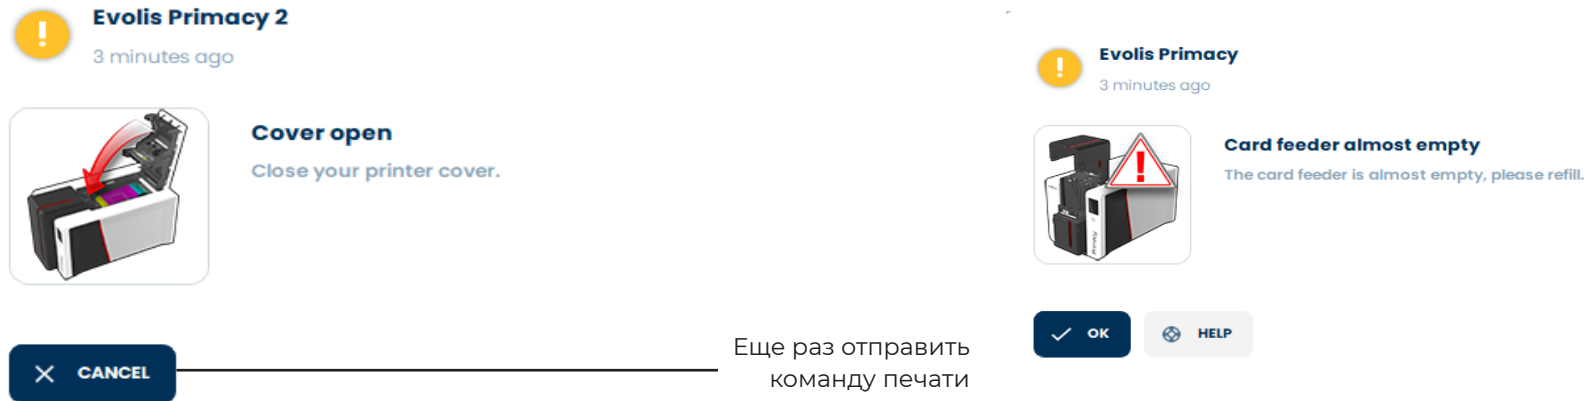 Evolis Primacy 2
3 minutes ago
Cover open
Close your printer cover.
CANCEL
Еще раз отправить
команду печати
Evolis Primacy
3 minutes ago
Card feeder almost empty
The card feeder is almost empty, please refill.
OK
HELP